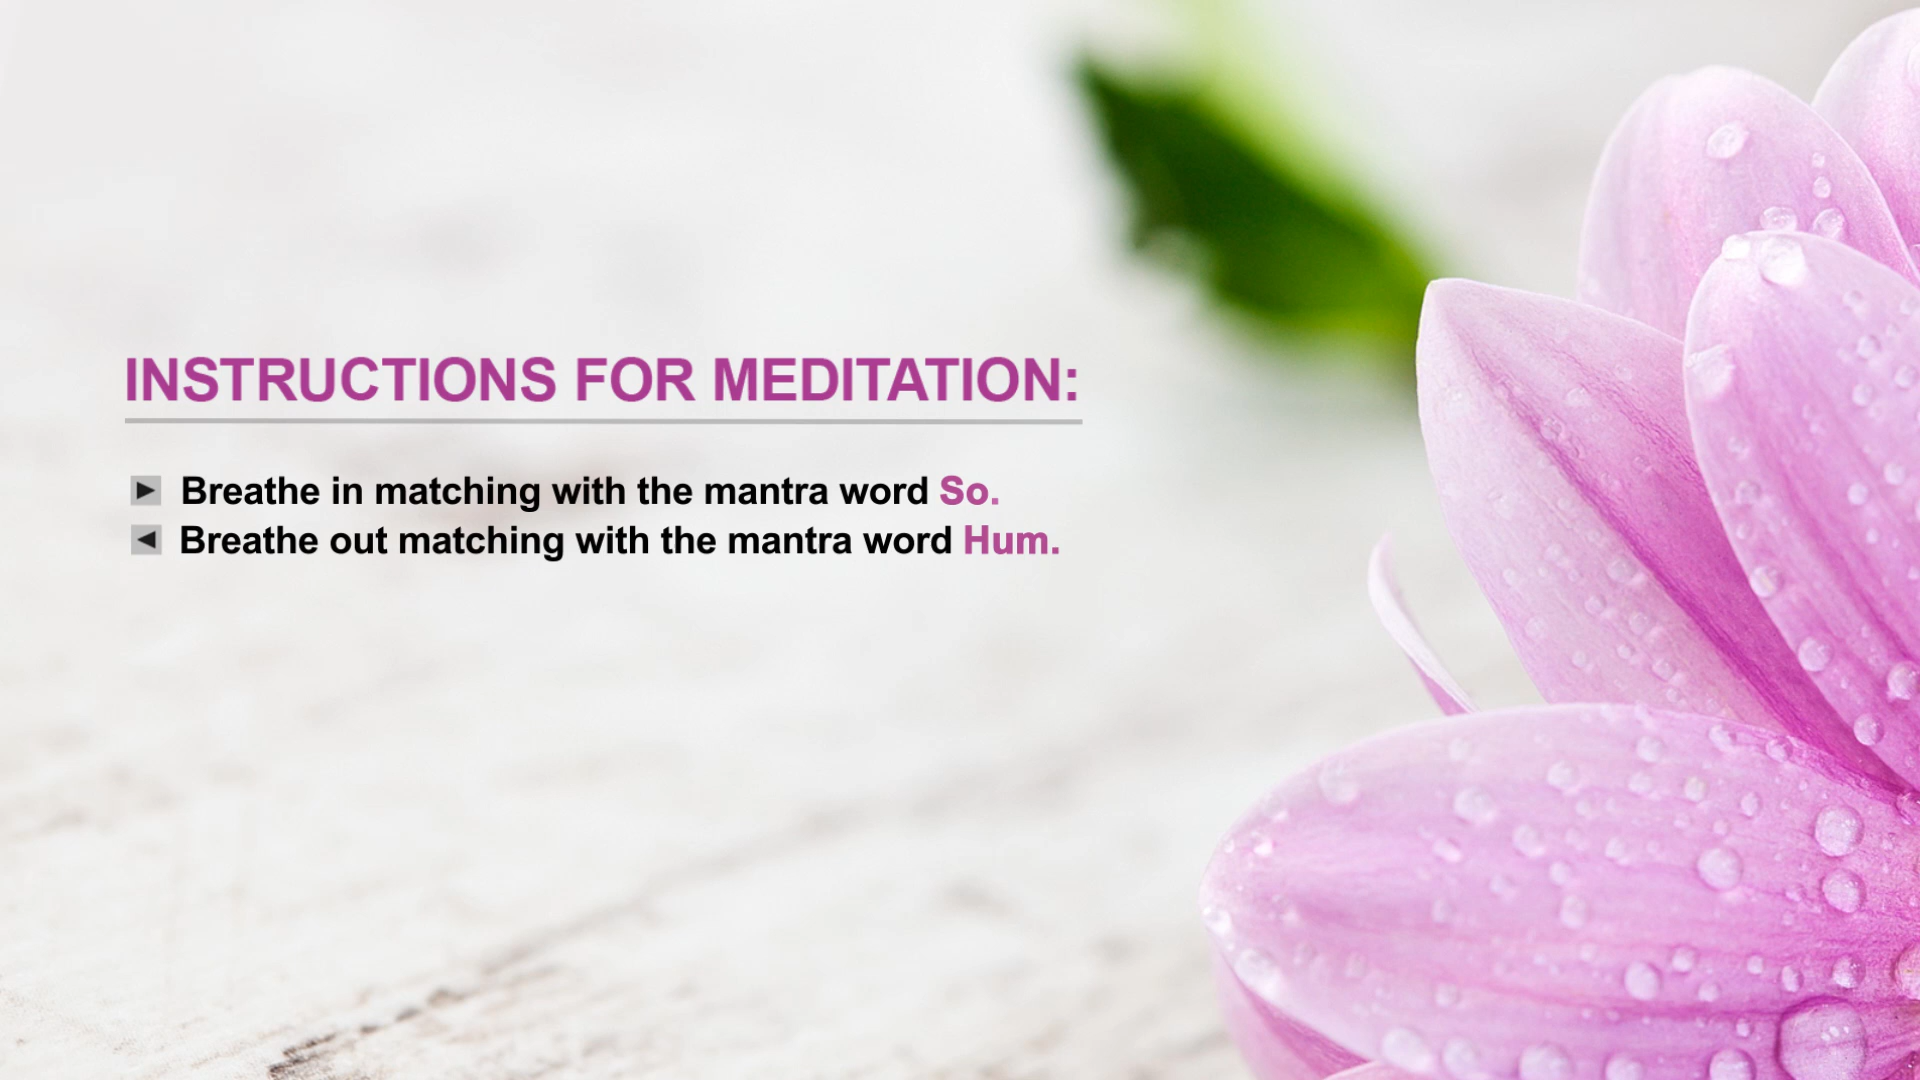 INSTRUCTIONS FOR MEDITATION:
Breathe in matching with the mantra word So.
Breathe out matching with the mantra word Hum.